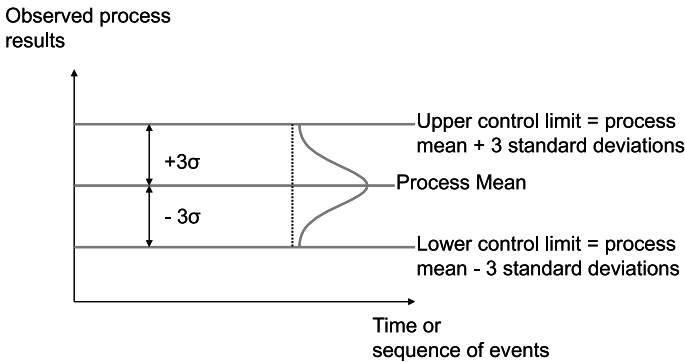 Observed process
results
Upper control limit = process
mean + 3 standard deviations
+3σ
Process Mean
- 3σ
Lower control limit = process
mean - 3 standard deviations
Time or
sequence of events